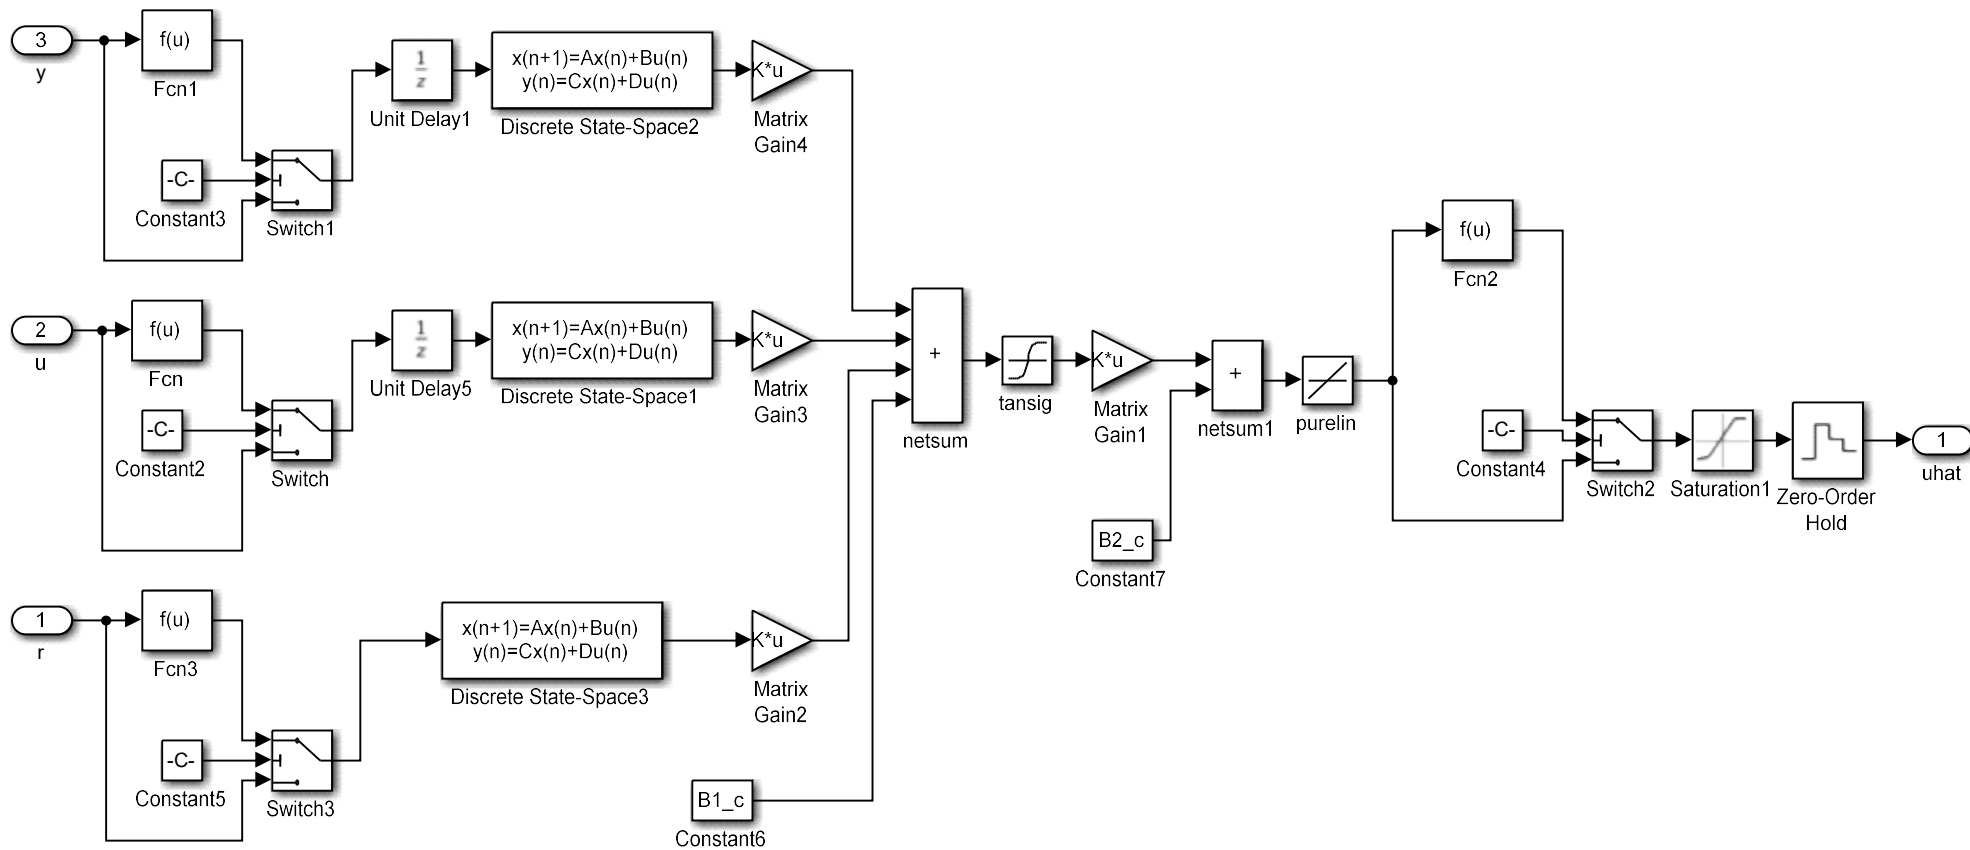 3
y
f(u)
Fcn1
-C-
Constant3
Switch1
1
z
Unit Delay1
x(n+1)=Ax(n)+Bu(n)
y(n)=Cx(n)+Du(n)
Discrete State-Space2
K*u
Matrix
Gain4
2
u
f(u)
Fcn
-C-
Constant2
Switch
1
z
Unit Delay5
x(n+1)=Ax(n)+Bu(n)
y(n)=Cx(n)+Du(n)
Discrete State-Space1
K*u
Matrix
Gain3
1
r
f(u)
Fcn3
-C-
Constant5
Switch3
x(n+1)=Ax(n)+Bu(n)
y(n)=Cx(n)+Du(n)
Discrete State-Space3
K*u
Matrix
Gain2
B1_c
Constant6
+
netsum
tansig
K*u
Matrix
Gain1
B2_c
Constant7
+
netsum1
purelin
f(u)
Fcn2
-C-
Constant4
Switch2
Saturation1
Zero-Order
Hold
1
uhat